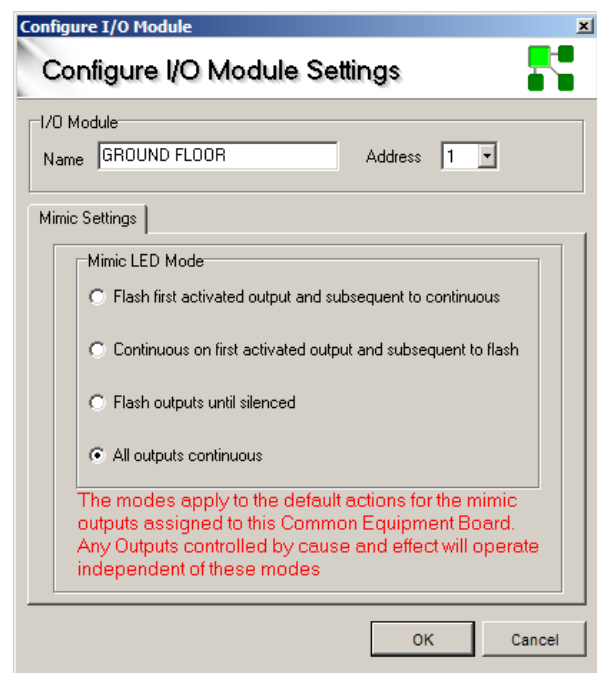 Configure I/O Module
Configure I/O Module Settings
I/O Module
Name GROUND FLOOR Address 1
Mimic Settings
Mimic LED Mode
Flash first activated output and subsequent to continuous
Continuous on first activated output and subsequent to flash
Flash outputs until silenced
All outputs continuous
The modes apply to the default actions for the mimic
outputs assigned to this Common Equipment Board.
Any Outputs controlled by cause and effect will operate
independent of these modes
OK Cancel